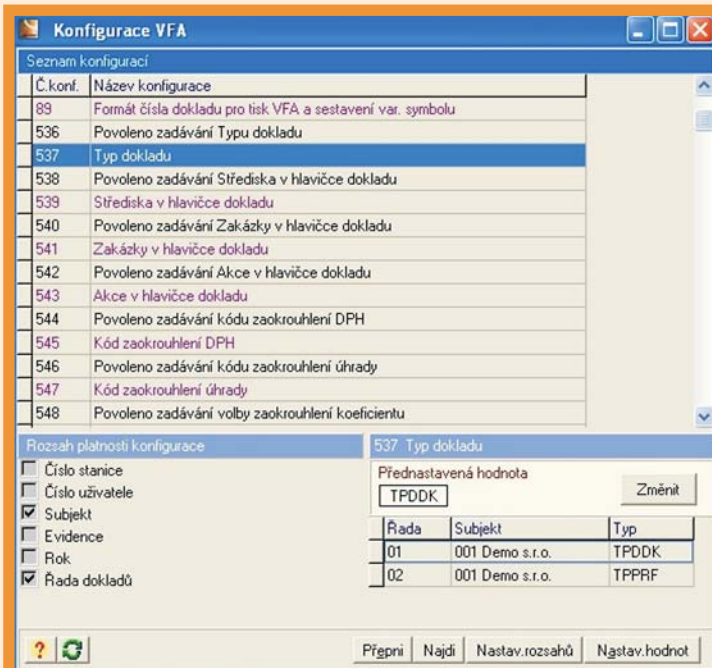 Konfigurace VFA
Seznam konfigurací
Č.konf. Název konfigurace
89 Formát čísla dokladu pro tisk VFA a sestavení var. symbolu
536 Povoleno zadávání Typu dokladu
537 Typ dokladu
538 Povoleno zadávání Střediska v hlavičce dokladu
539 Střediska v hlavičce dokladu
540 Povoleno zadávání Zakázky v hlavičce dokladu
541 Zakázky v hlavičce dokladu
542 Povoleno zadávání Akce v hlavičce dokladu
543 Akce v hlavičce dokladu
544 Povoleno zadávání kódu zaokrouhlení DPH
545 Kód zaokrouhlení DPH
546 Povoleno zadávání kódu zaokrouhlení úhrady
547 Kód zaokrouhlení úhrady
548 Povoleno zadávání volby zaokrouhlení koeficientu
Rozsah platnosti konfigurace
Číslo stanice
Číslo uživatele
Subjekt
Evidence
Rok
Řada dokladů
537 Typ dokladu
Přednastavená hodnota
TPDDK
Změnit
Řada Subjekt Typ
01 001 Demo s.r.o. TPDDK
02 001 Demo s.r.o. TPPRF
? Přepni Najdi Nastav.rozsahů Nastav.hodnot